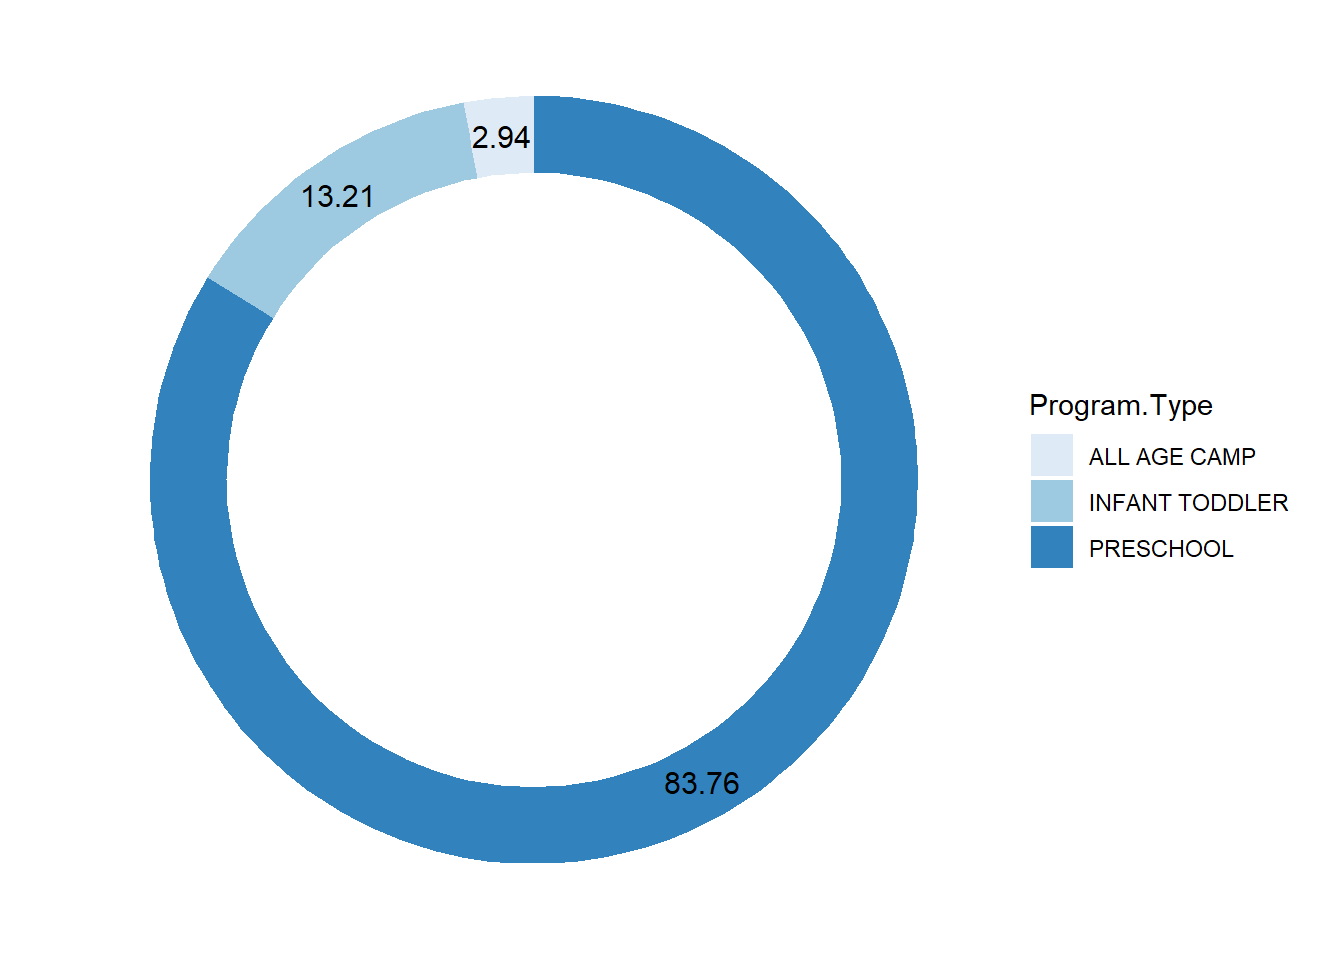 2.94
13.21
83.76
Program.Type
ALL AGE CAMP
INFANT TODDLER
PRESCHOOL